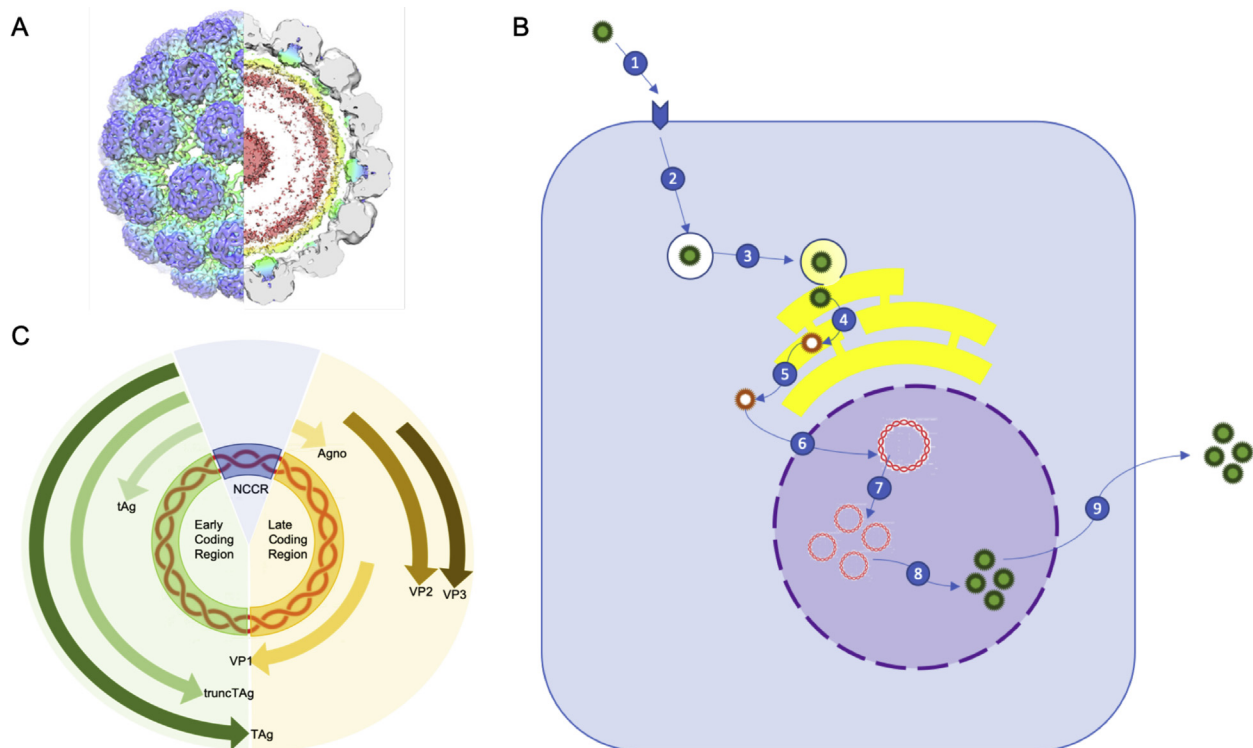 A
B
1
2
3
4
5
6
7
8
9
C
NCCR
Agno
tAg
Early
Coding
Region
Late
Coding
Region
VP2
VP3
VP1
truncTAg
TAg